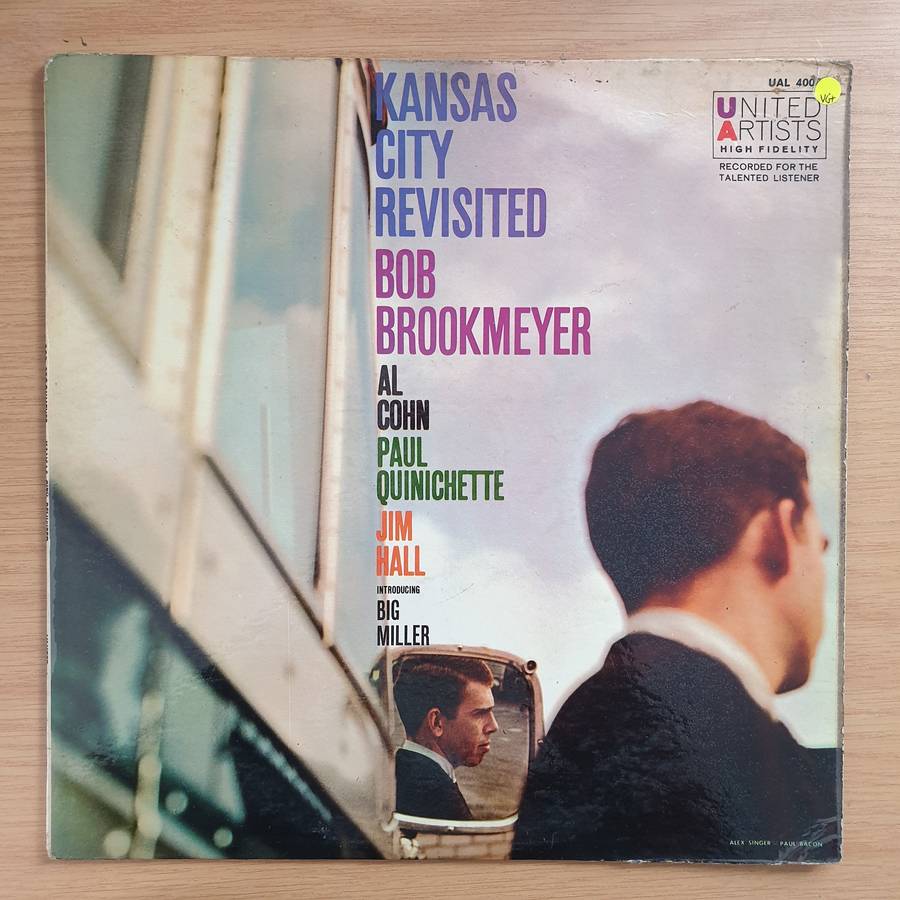 KANSAS
CITY
REVISITED
BOB
BROOKMEYER
AL
COHN
PAUL
QUINICHETTE
JIM
HALL
INTRODUCING
BIG
MILLER
UAL
VG+
UNITED
ARTISTS
HIGH FIDELITY
RECORDED FOR THE
TALENTED LISTENER
ALEX SINGER - PAUL BACON